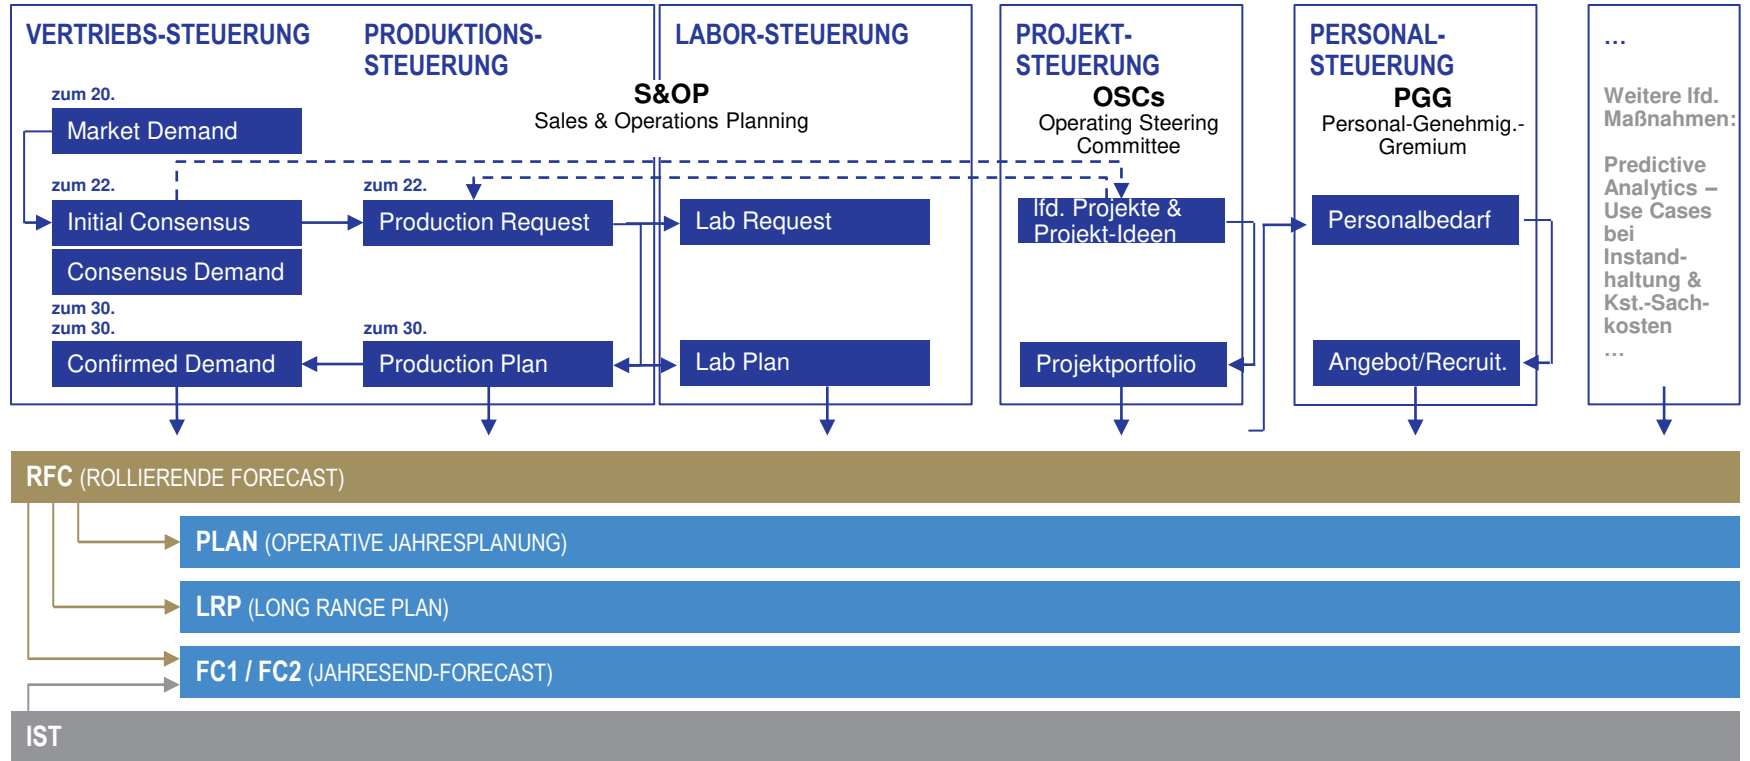 VERTRIEBS-STEUERUNG
PRODUKTIONS-
STEUERUNG
LABOR-STEUERUNG
S&OP
Sales & Operations Planning
zum 20.
Market Demand
zum 22.
Initial Consensus
Consensus Demand
zum 30.
zum 30.
Confirmed Demand
zum 22.
Production Request
zum 30.
Production Plan
Lab Request
Lab Plan
PROJEKT-
STEUERUNG
OSCs
Operating Steering
Committee
lfd. Projekte &
Projekt-Ideen
Projektportfolio
PERSONAL-
STEUERUNG
PGG
Personal-Genehmig.-
Gremium
Personalbedarf
Angebot/Recruit.
...
Weitere lfd.
Maßnahmen:
Predictive
Analytics –
Use Cases
bei
Instand-
haltung &
Kst.-Sach-
kosten
...
RFC (ROLLIERENDE FORECAST)
PLAN (OPERATIVE JAHRESPLANUNG)
LRP (LONG RANGE PLAN)
FC1 / FC2 (JAHRESEND-FORECAST)
IST